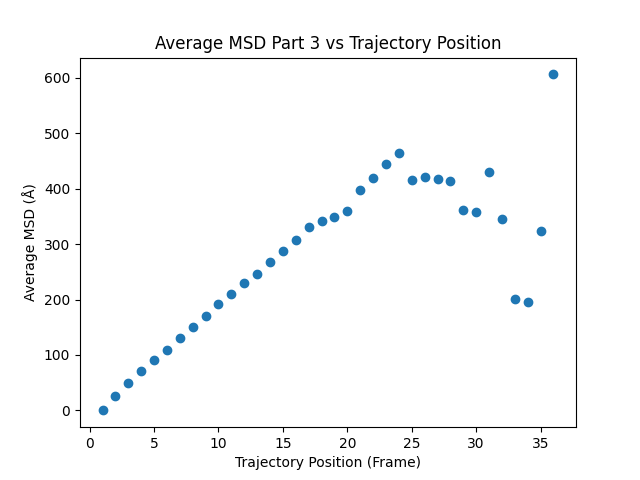 Average MSD Part 3 vs Trajectory Position
Average MSD (Å)
600
500
400
300
200
100
0
0 5 10 15 20 25 30 35
Trajectory Position (Frame)